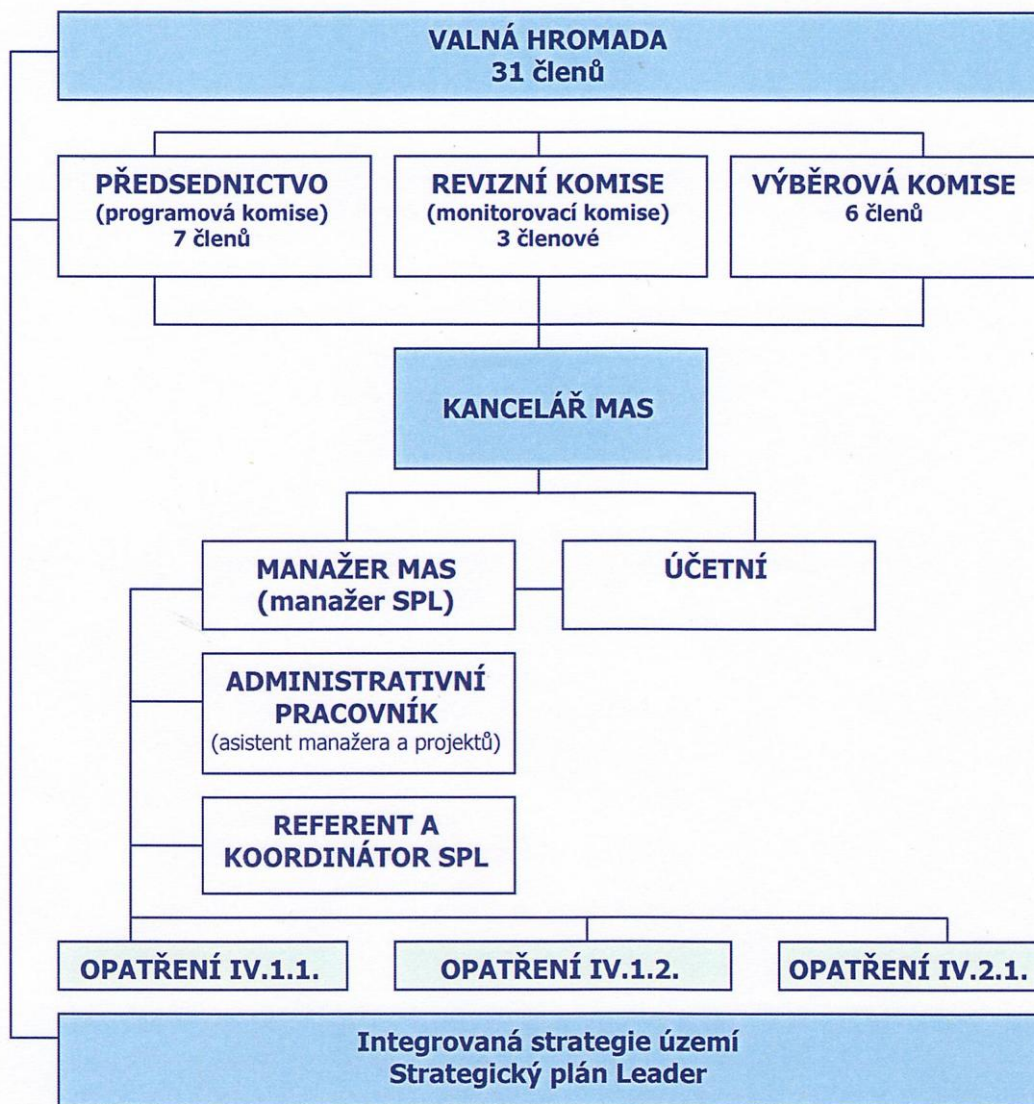 VALNÁ HROMADA
31 členů
PŘEDSEDNICTVO
(programová komise)
7 členů
REVIZNÍ KOMISE
(monitorovací komise)
3 členové
VÝBĚROVÁ KOMISE
6 členů
KANCELÁŘ MAS
MANAŽER MAS
(manažer SPL)
ÚČETNÍ
ADMINISTRATIVNÍ
PRACOVNÍK
(asistent manažera a projektů)
REFERENT A
KOORDINÁTOR SPL
OPATŘENÍ IV.1.1.
OPATŘENÍ IV.1.2.
OPATŘENÍ IV.2.1.
Integrovaná strategie území
Strategický plán Leader